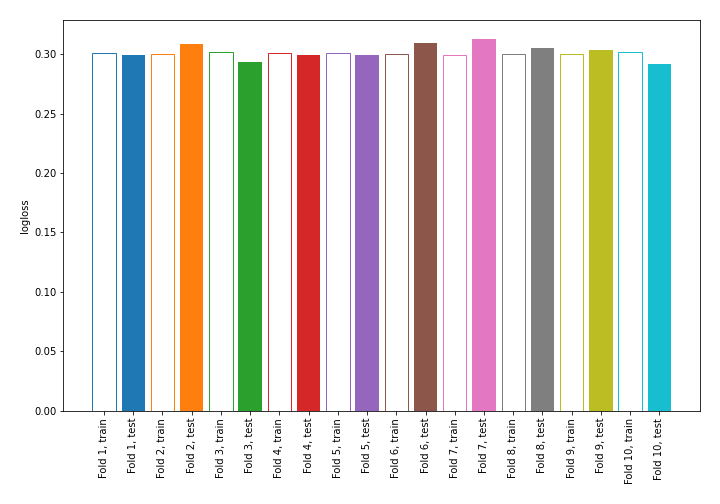 logloss
0.30
0.25
0.20
0.15
0.10
0.05
0.00
Fold 1, train
Fold 1, test
Fold 2, train
Fold 2, test
Fold 3, train
Fold 3, test
Fold 4, train
Fold 4, test
Fold 5, train
Fold 5, test
Fold 6, train
Fold 6, test
Fold 7, train
Fold 7, test
Fold 8, train
Fold 8, test
Fold 9, train
Fold 9, test
Fold 10, train
Fold 10, test